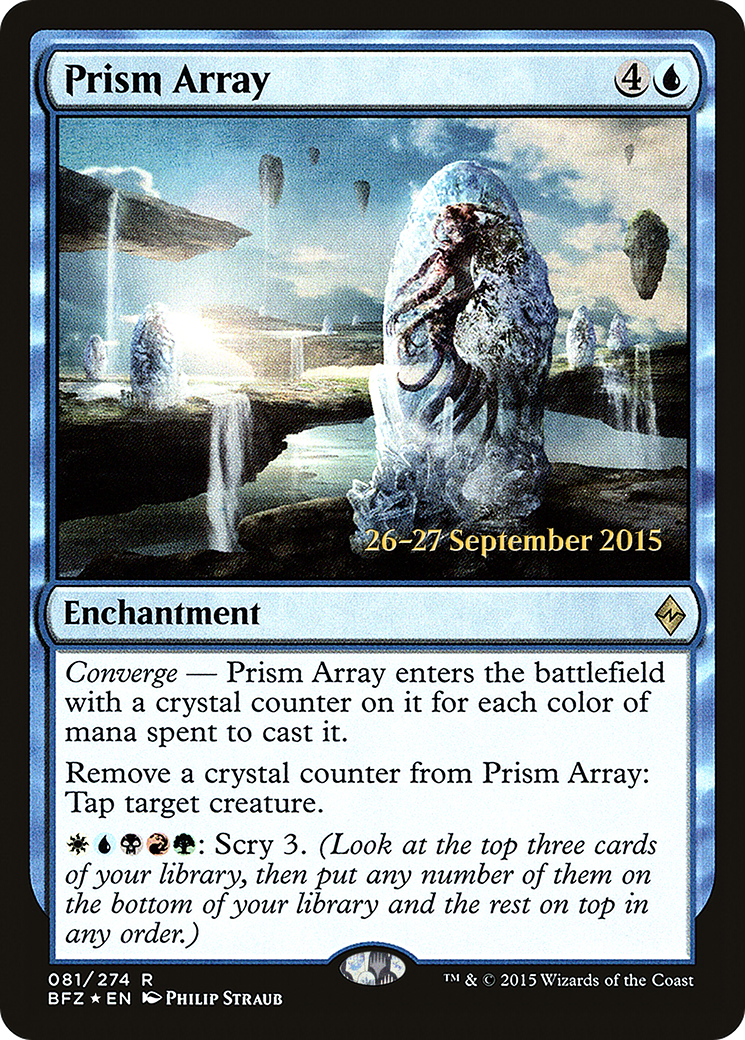 Prism Array 4
26–27 September 2015
Enchantment
Converge — Prism Array enters the battlefield
with a crystal counter on it for each color of
mana spent to cast it.
Remove a crystal counter from Prism Array:
Tap target creature.
: Scry 3. (Look at the top three cards
of your library, then put any number of them on
the bottom of your library and the rest on top in
any order.)
081/274 R
™ & © 2015 Wizards of the Coast
BFZ ★ EN Philip Straub